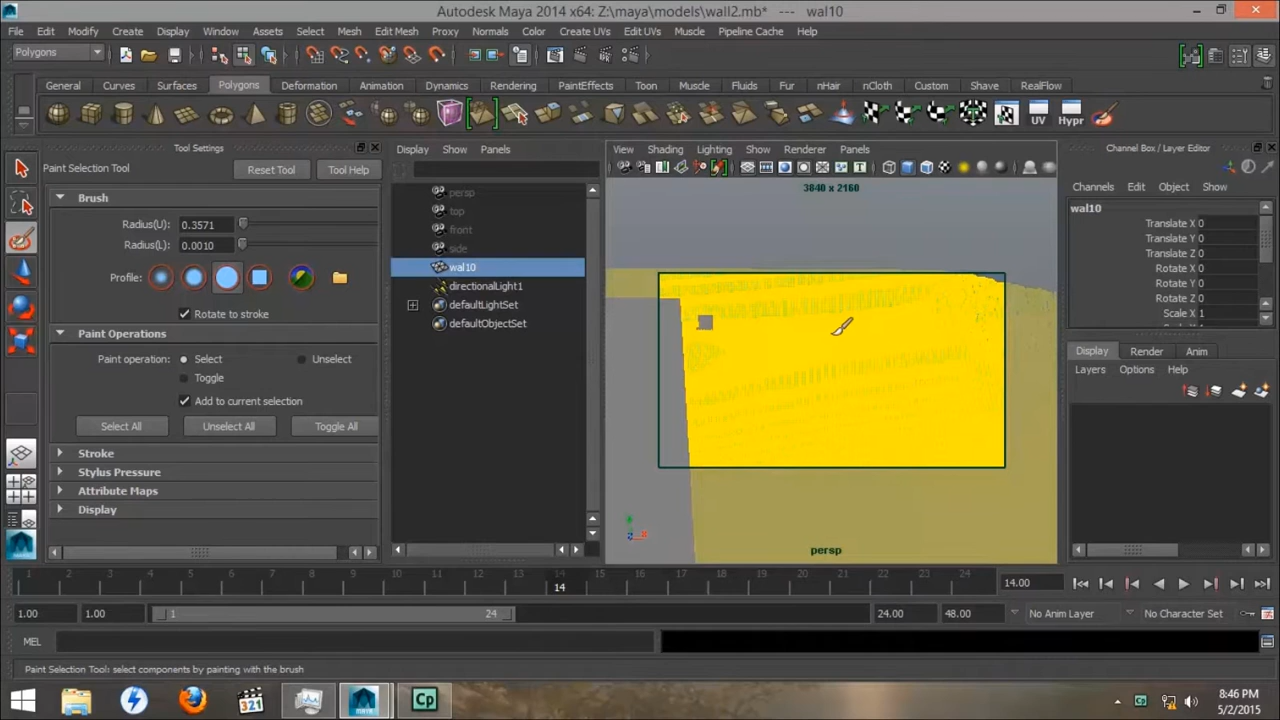 Autodesk Maya 2014 x64: Z:\maya\models\wall2.mb* --- wal10
File Edit Modify Create Display Window Assets Select Mesh Edit Mesh Proxy Normals Color Create UVs Edit UVs Muscle Pipeline Cache Help
Polygons
General Curves Surfaces Polygons Deformation Animation Dynamics Rendering PaintEffects Toon Muscle Fluids Fur nHair nCloth Custom Shave RealFlow
UV Hypr
Tool Settings
Paint Selection Tool Reset Tool Tool Help
Brush
Radius(U): 0.3571
Radius(L): 0.0010
Profile:
Rotate to stroke
Paint Operations
Paint operation: Select Unselect
Toggle
Add to current selection
Select All Unselect All Toggle All
Stroke
Stylus Pressure
Attribute Maps
Display
Display Show Panels
persp
top
front
side
wal10
directionalLight1
defaultLightSet
defaultObjectSet
View Shading Lighting Show Renderer Panels
3840 x 2160
persp
Channel Box / Layer Editor
Channels Edit Object Show
wal10
Translate X 0
Translate Y 0
Translate Z 0
Rotate X 0
Rotate Y 0
Rotate Z 0
Scale X 1
Display Render Anim
Layers Options Help
1 2 3 4 5 6 7 8 9 10 11 12 13 14 15 16 17 18 19 20 21 22 23 24
14
14.00
1.00 1.00 1 24 24.00 48.00 No Anim Layer No Character Set
MEL
Paint Selection Tool: select components by painting with the brush
321
Cp
Cp
8:46 PM
5/2/2015